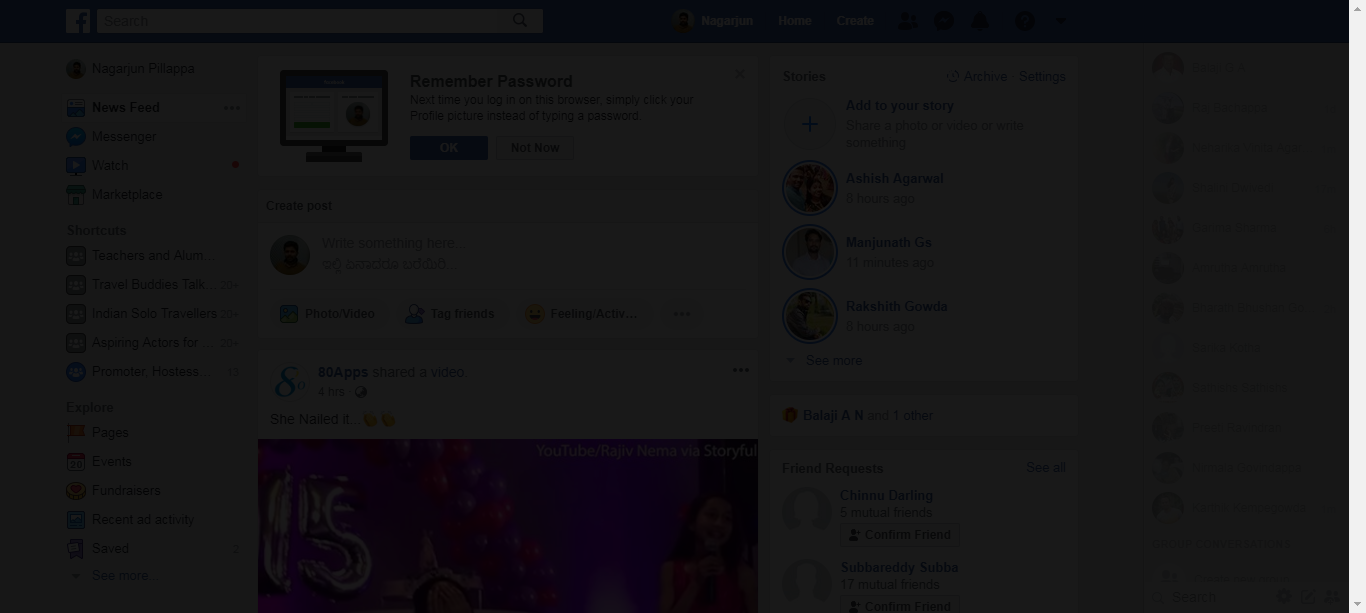 Search
Nagarjun
Home
Create
Nagarjun Pillappa
News Feed
Messenger
Watch
Marketplace
Shortcuts
Teachers and Alum ...
Travel Buddies Talk... 20+
Indian Solo Travellers 20+
Aspiring Actors for ... 20+
Promoter, Hostess... 12
Explore
Pages
Events
Fundraisers
Recent ad activity
Saved 2
See more...
Remember Password
Next time you log in on this browser, simply click your
Profile picture instead of typing a password.
OK
Not Now
Create post
Write something here...
ಇಲ್ಲಿ ಏನಾದರೂ ಬರೆಯಿರಿ...
Photo/Video
Tag friends
Feeling/Activ...
80Apps shared a video.
4 hrs
She Nailed it...
YouTube/Rajiv Nema via Storyful
15
Stories
Archive
Settings
Add to your story
Share a photo or video or write
something
Ashish Agarwal
6 hours ago
Manjunath Gs
11 minutes ago
Rakshith Gowda
6 hours ago
See more
Balaji A N and 1 other
Friend Requests
See all
Chinnu Darling
5 mutual friends
Confirm Friend
Subbareddy Subba
17 mutual friends
Confirm Friend
Search